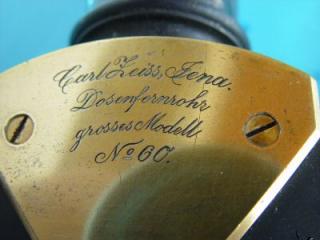 Carl Zeiss, Jena.
Dosenfernrohr
grosses Modell
No 60.